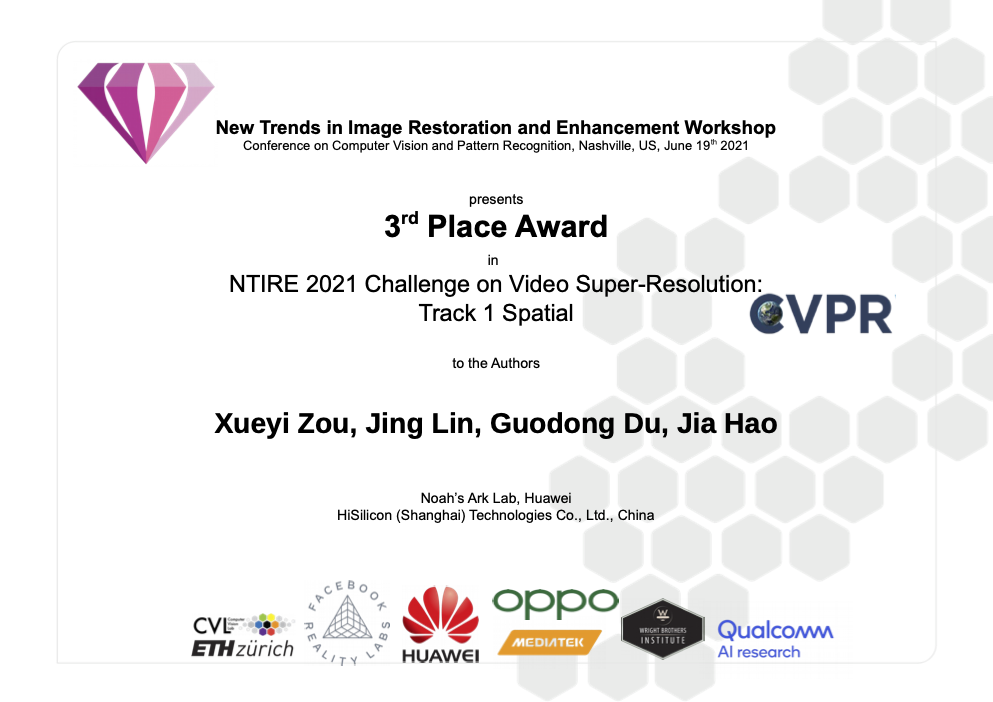 New Trends in Image Restoration and Enhancement Workshop
Conference on Computer Vision and Pattern Recognition, Nashville, US, June 19th 2021
presents
3rd Place Award
in
NTIRE 2021 Challenge on Video Super-Resolution:
Track 1 Spatial
CVPR
to the Authors
Xueyi Zou, Jing Lin, Guodong Du, Jia Hao
Noah's Ark Lab, Huawei
HiSilicon (Shanghai) Technologies Co., Ltd., China
CVL
Computer
Vision
Lab
ETH zürich
FACEBOOK
REALITY LABS
HUAWEI
oppo
MEDIATEK
W
WRIGHT BROTHERS
INSTITUTE
Qualcomm
AI research